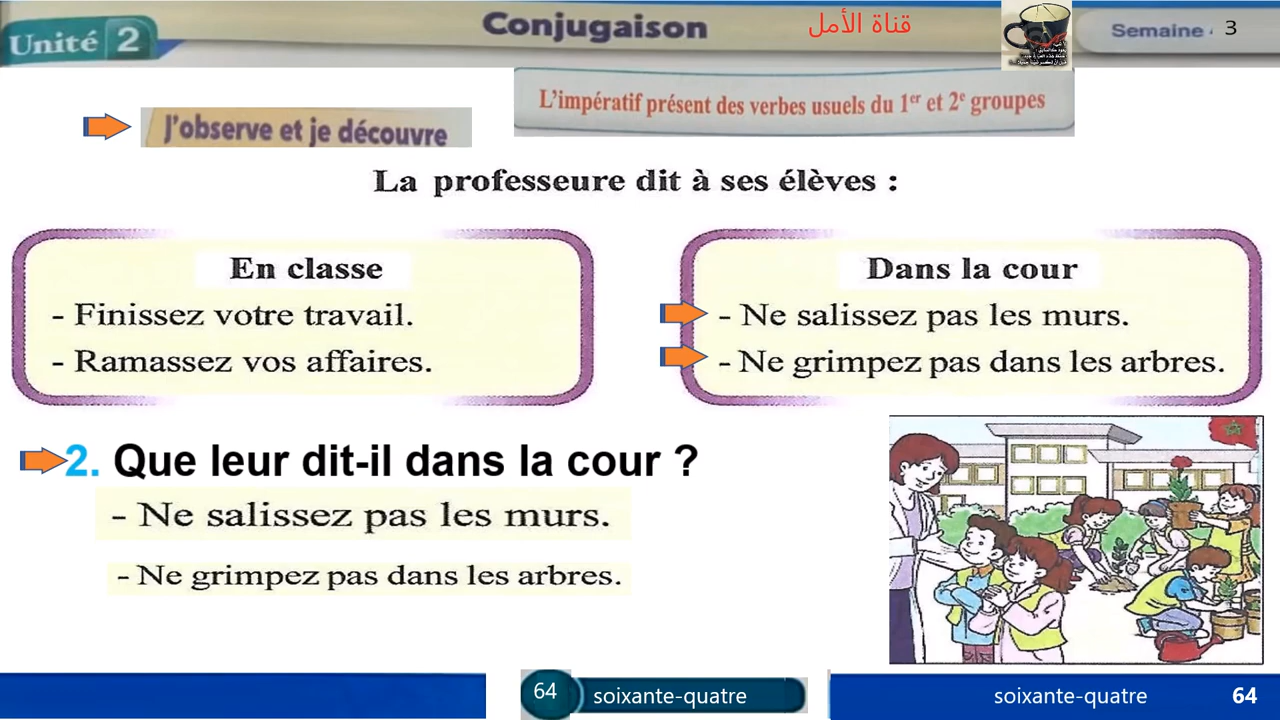 Unité 2
Conjugaison
قناة الأمل
Semaine 3
L'impératif présent des verbes usuels du 1er et 2e groupes
J'observe et je découvre
La professeure dit à ses élèves :
En classe
- Finissez votre travail.
- Ramassez vos affaires.
Dans la cour
- Ne salissez pas les murs.
- Ne grimpez pas dans les arbres.
2. Que leur dit-il dans la cour ?
- Ne salissez pas les murs.
- Ne grimpez pas dans les arbres.
64 soixante-quatre
soixante-quatre 64